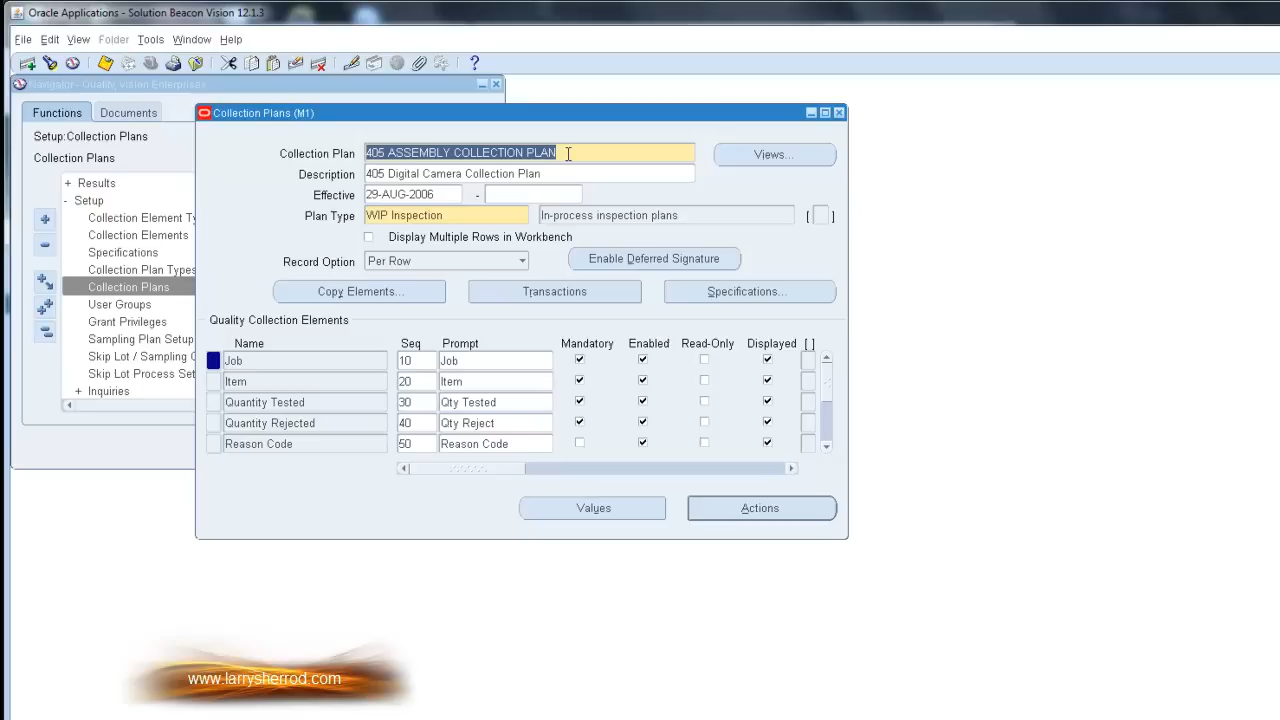 Oracle Applications - Solution Beacon Vision 12.1.3
File Edit View Folder Tools Window Help
Navigator - Quality, Vision Enterprises
Functions Documents
Setup:Collection Plans
Collection Plans
+ Results
- Setup
Collection Element Ty
Collection Elements
Specifications
Collection Plan Types
Collection Plans
User Groups
Grant Privileges
Sampling Plan Setup
Skip Lot / Sampling C
Skip Lot Process Set
+ Inquiries
Collection Plans (M1)
Collection Plan 405 ASSEMBLY COLLECTION PLAN Views...
Description 405 Digital Camera Collection Plan
Effective 29-AUG-2006 -
Plan Type WIP Inspection In-process inspection plans [ ]
Display Multiple Rows in Workbench
Record Option Per Row Enable Deferred Signature
Copy Elements... Transactions Specifications...
Quality Collection Elements
Name Seq Prompt Mandatory Enabled Read-Only Displayed [ ]
Job 10 Job
Item 20 Item
Quantity Tested 30 Qty Tested
Quantity Rejected 40 Qty Reject
Reason Code 50 Reason Code
Values Actions
www.larrysherrod.com